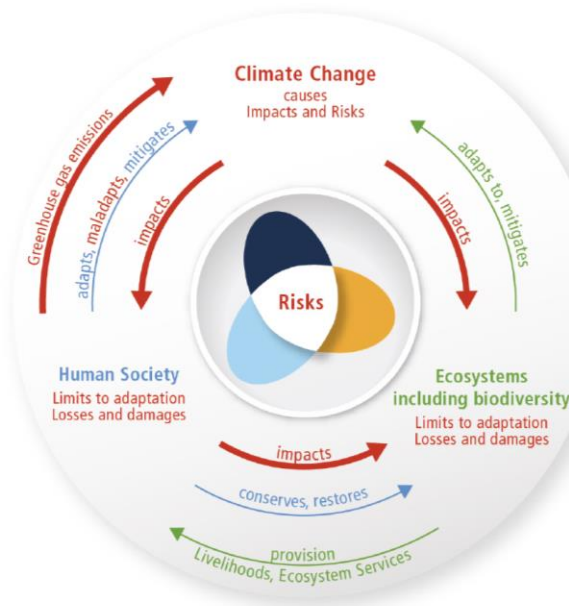 Climate Change
causes
Impacts and Risks
Greenhouse gas emissions
adapts, maladapts, mitigates
impacts
impacts
adapts to, mitigates
Risks
Human Society
Limits to adaptation
Losses and damages
Ecosystems
including biodiversity
Limits to adaptation
Losses and damages
impacts
conserves, restores
provision
Livelihoods, Ecosystem Services